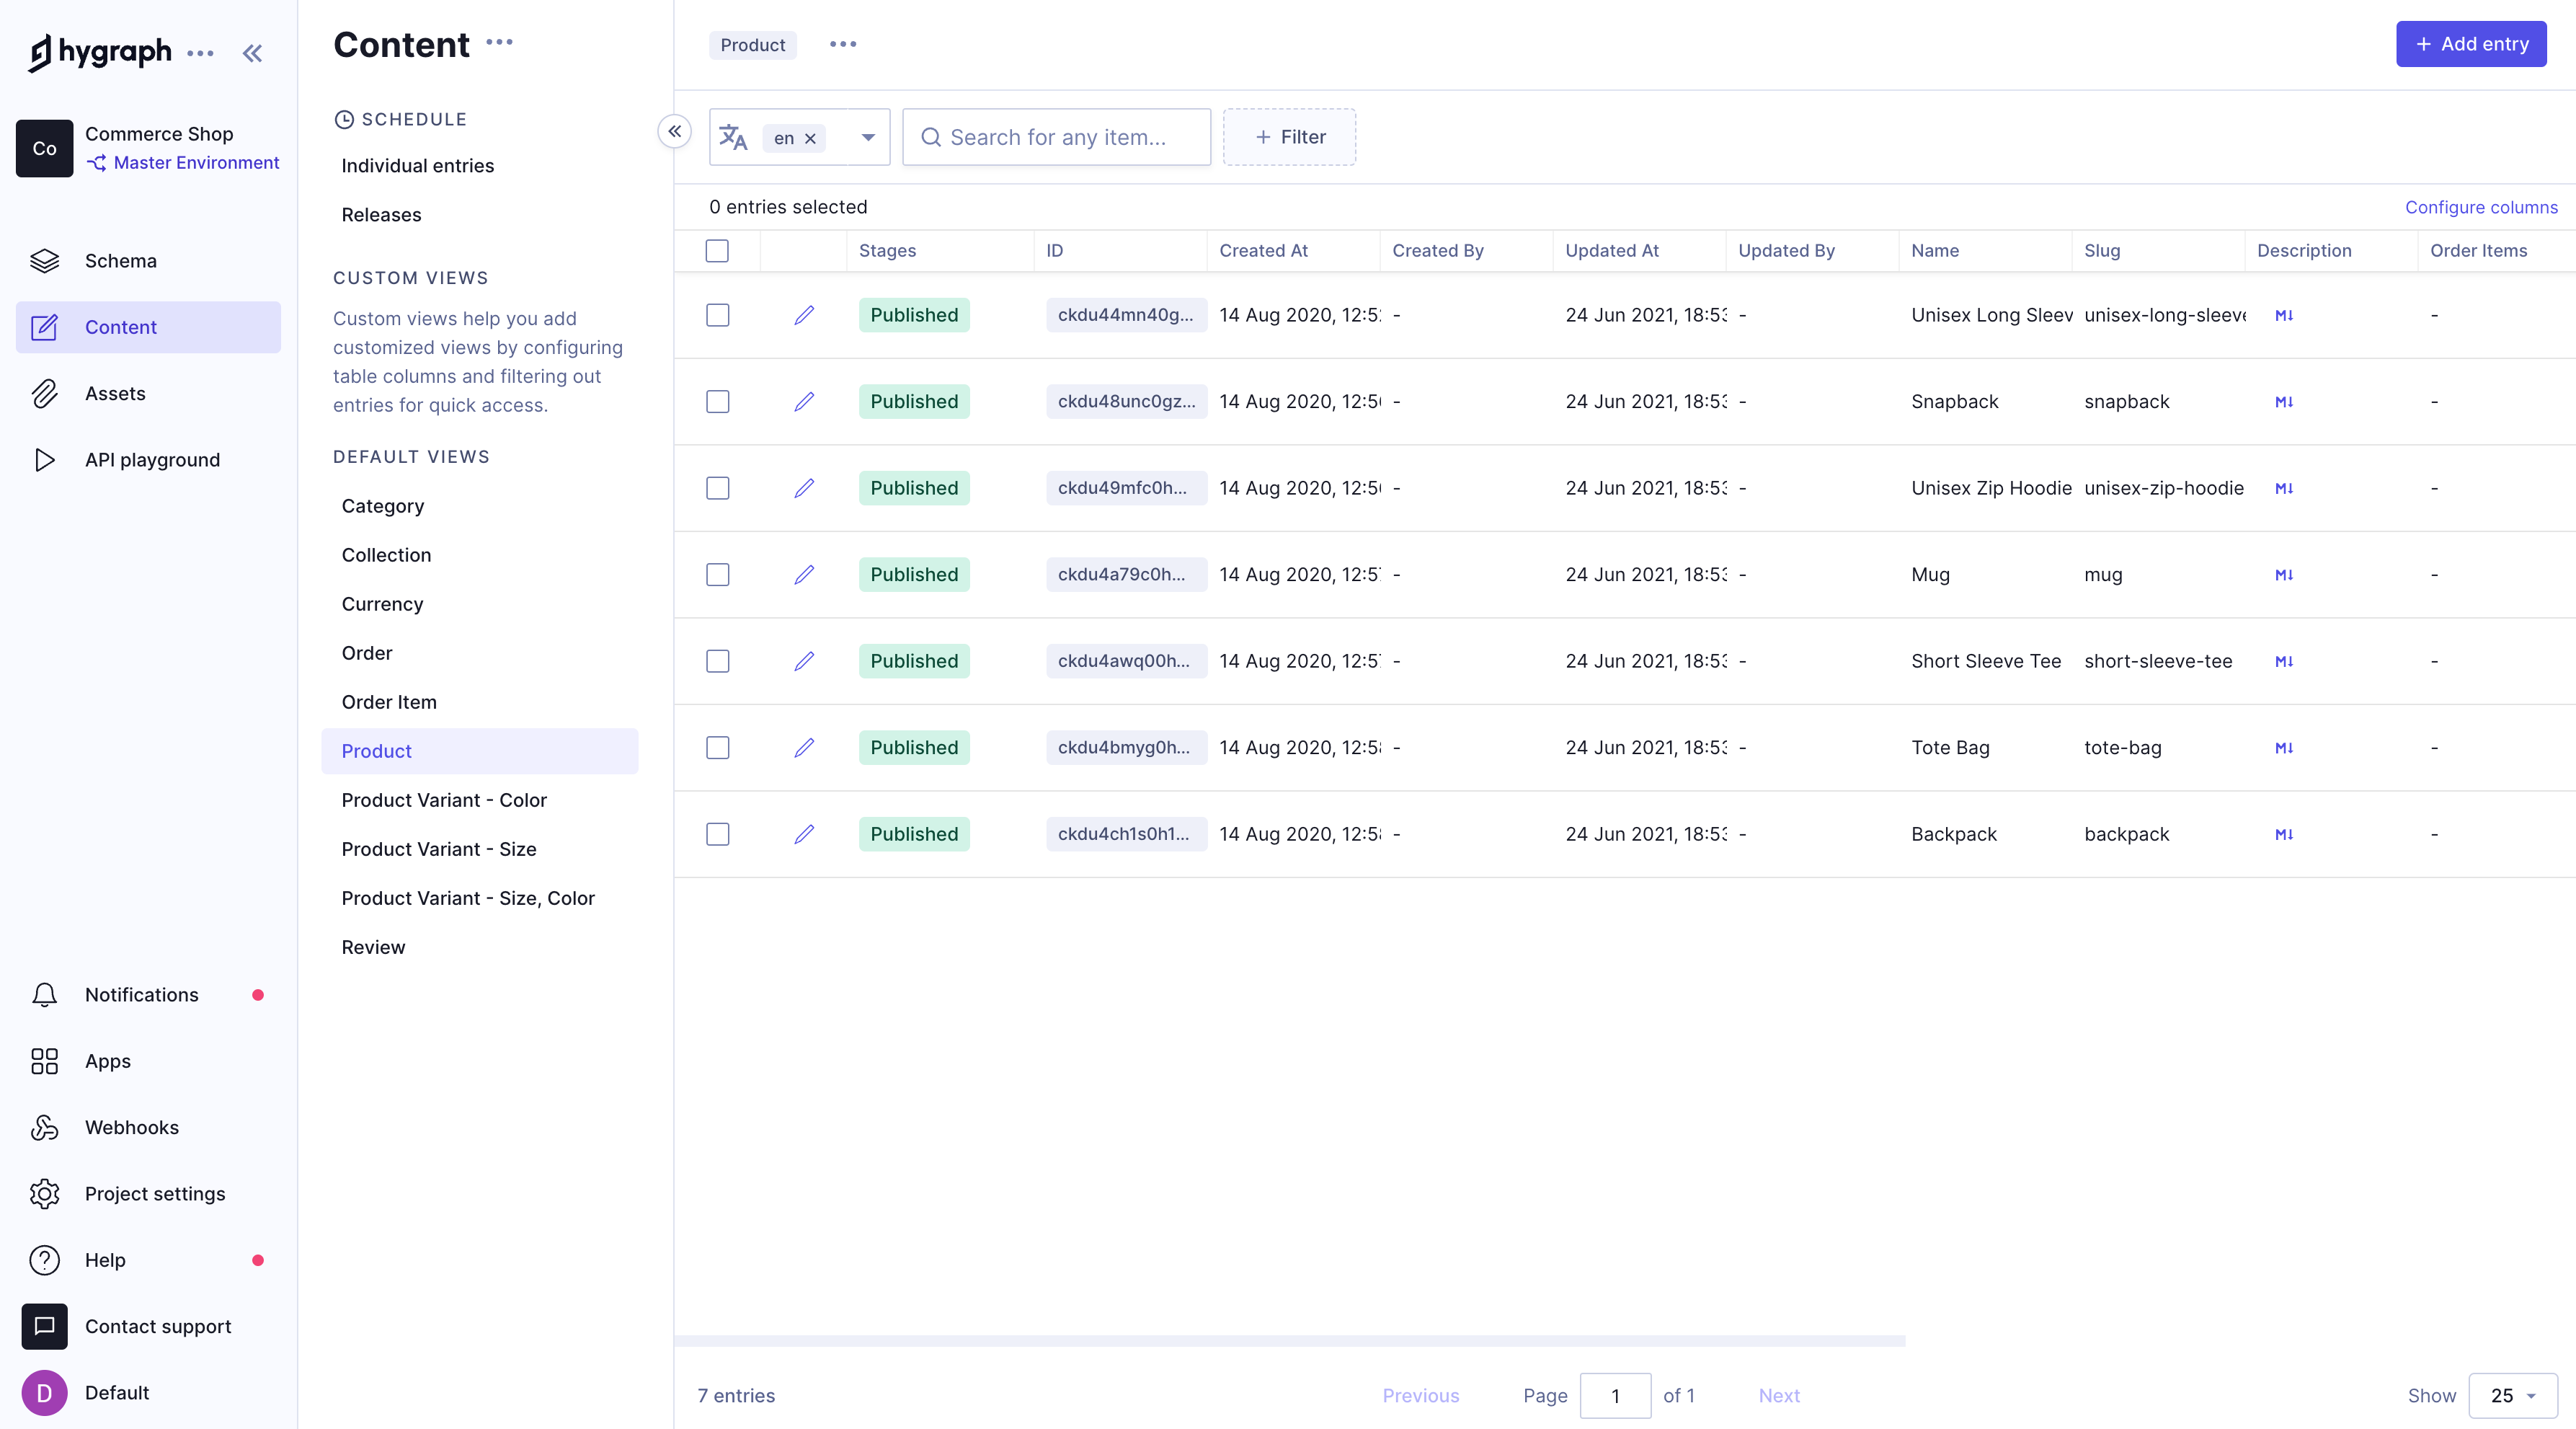 hygraph
Co
Commerce Shop
Master Environment
Schema
Content
Assets
API playground
Notifications
Apps
Webhooks
Project settings
Help
Contact support
D
Default
Content
SCHEDULE
Individual entries
Releases
CUSTOM VIEWS
Custom views help you add
customized views by configuring
table columns and filtering out
entries for quick access.
DEFAULT VIEWS
Category
Collection
Currency
Order
Order Item
Product
Product Variant - Color
Product Variant - Size
Product Variant - Size, Color
Review
Product
+ Add entry
en
Search for any item...
+ Filter
0 entries selected
Configure columns
Stages ID Created At Created By Updated At Updated By Name Slug Description Order Items
Published ckdu44mn40g... 14 Aug 2020, 12:5 - 24 Jun 2021, 18:53 - Unisex Long Sleev unisex-long-sleeve M↓ -
Published ckdu48unc0gz... 14 Aug 2020, 12:5 - 24 Jun 2021, 18:53 - Snapback snapback M↓ -
Published ckdu49mfc0h... 14 Aug 2020, 12:5 - 24 Jun 2021, 18:53 - Unisex Zip Hoodie unisex-zip-hoodie M↓ -
Published ckdu4a79c0h... 14 Aug 2020, 12:5 - 24 Jun 2021, 18:53 - Mug mug M↓ -
Published ckdu4awq00h... 14 Aug 2020, 12:5 - 24 Jun 2021, 18:53 - Short Sleeve Tee short-sleeve-tee M↓ -
Published ckdu4bmyg0h... 14 Aug 2020, 12:5 - 24 Jun 2021, 18:53 - Tote Bag tote-bag M↓ -
Published ckdu4ch1s0h1... 14 Aug 2020, 12:5 - 24 Jun 2021, 18:53 - Backpack backpack M↓ -
7 entries
Previous Page 1 of 1 Next
Show 25